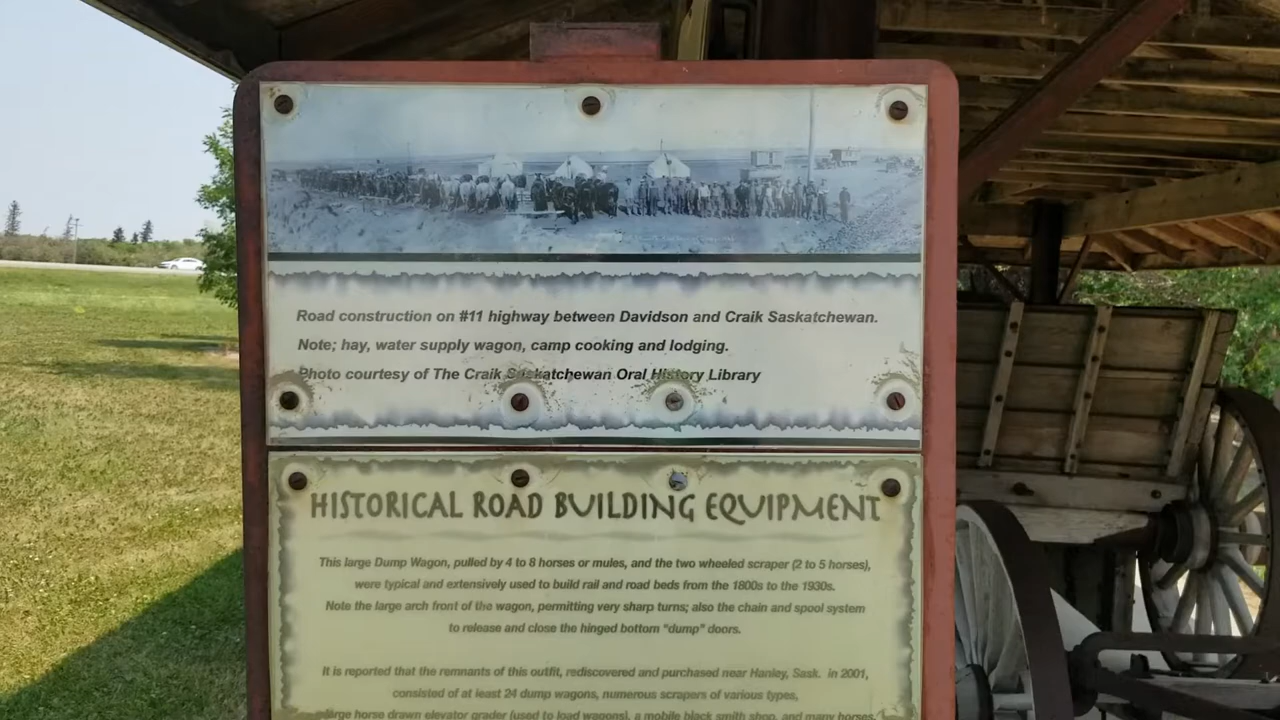 Road construction on #11 highway between Davidson and Craik Saskatchewan.
Note; hay, water supply wagon, camp cooking and lodging.
Photo courtesy of The Craik Saskatchewan Oral History Library
HISTORICAL ROAD BUILDING EQUIPMENT
This large Dump Wagon, pulled by 4 to 8 horses or mules, and the two wheeled scraper (2 to 5 horses),
were typical and extensively used to build rail and road beds from the 1800s to the 1930s.
Note the large arch front of the wagon, permitting very sharp turns; also the chain and spool system
to release and close the hinged bottom "dump" doors.
It is reported that the remnants of this outfit, rediscovered and purchased near Hanley, Sask. in 2001,
consisted of at least 24 dump wagons, numerous scrapers of various types,
large horse drawn elevator grader (used to load wagons), a mobile black smith shop, and many horses.